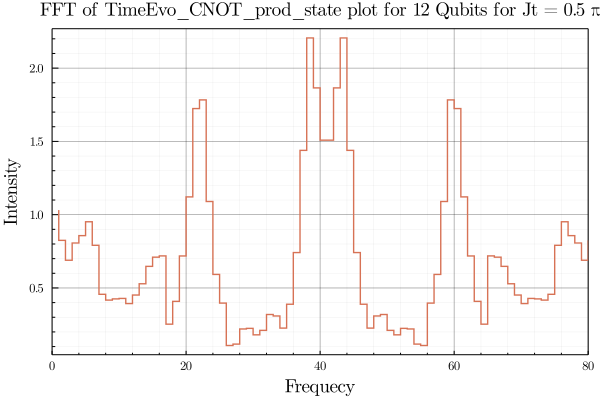 FFT of TimeEvo_CNOT_prod_state plot for 12 Qubits for Jt = 0.5 π
2.0
1.5
1.0
0.5
Intensity
0 20 40 60 80
Frequecy